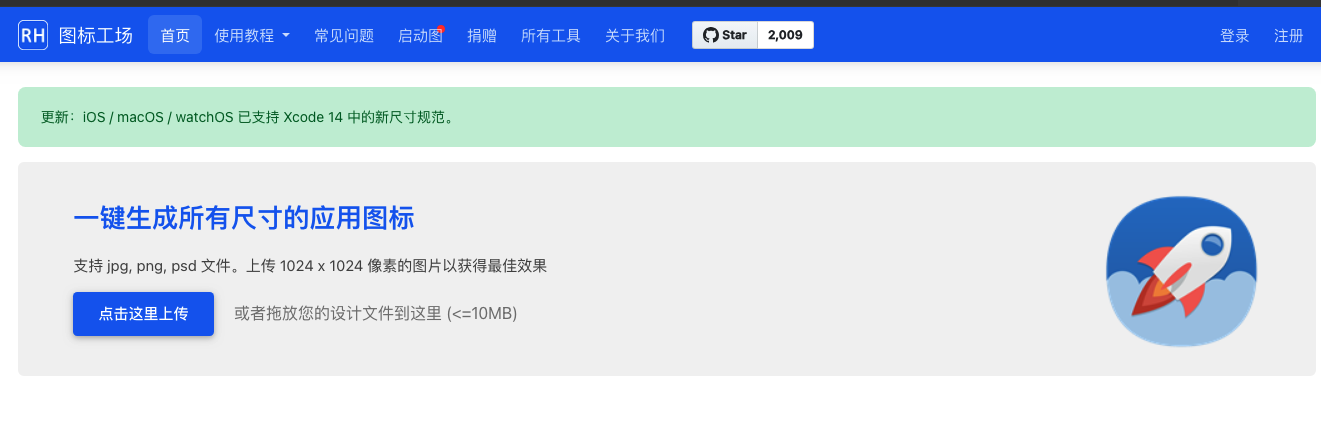 RH 图标工场 首页 使用教程 常见问题 启动图 捐赠 所有工具 关于我们 Star 2,009 登录 注册
更新：iOS / macOS / watchOS 已支持 Xcode 14 中的新尺寸规范。
一键生成所有尺寸的应用图标
支持 jpg, png, psd 文件。上传 1024 x 1024 像素的图片以获得最佳效果
点击这里上传 或者拖放您的设计文件到这里 (<=10MB)